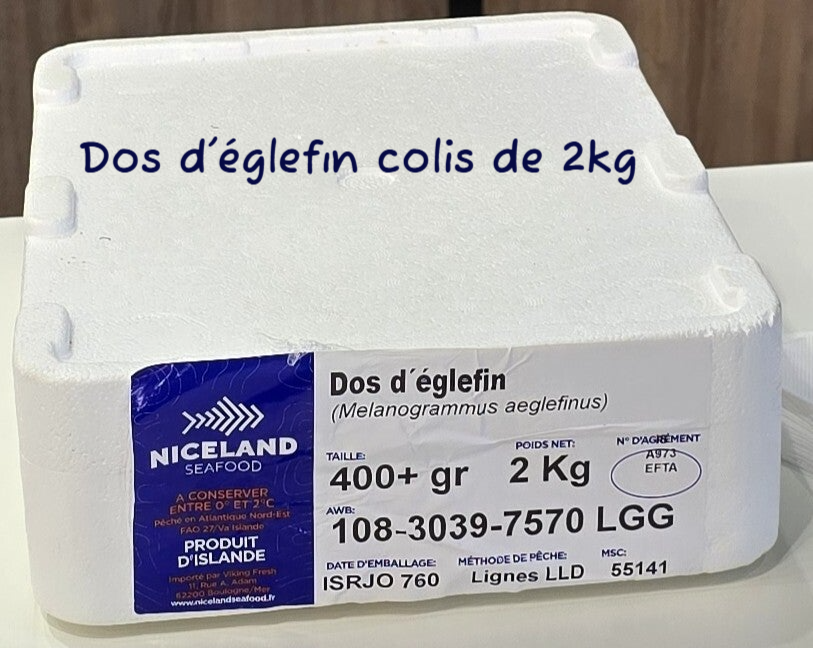 Dos d´églefin colis de 2kg
NICELAND
SEAFOOD
A CONSERVER
ENTRE 0° ET 2°C
Pêché en Atlantique Nord-Est
FAO 27/Va Islande
PRODUIT
D'ISLANDE
Importé par Viking Fresh
11, Rue A. Adam
62200 Boulogne/Mer
www.nicelandseafood.fr
Dos d´églefin
(Melanogrammus aeglefinus)
TAILLE:
400+ gr
POIDS NET:
2 Kg
N° D'AGRÉMENT
A973
EFTA
AWB:
108-3039-7570 LGG
DATE D'EMBALLAGE:
ISRJO 760
MÉTHODE DE PÊCHE:
Lignes LLD
MSC:
55141